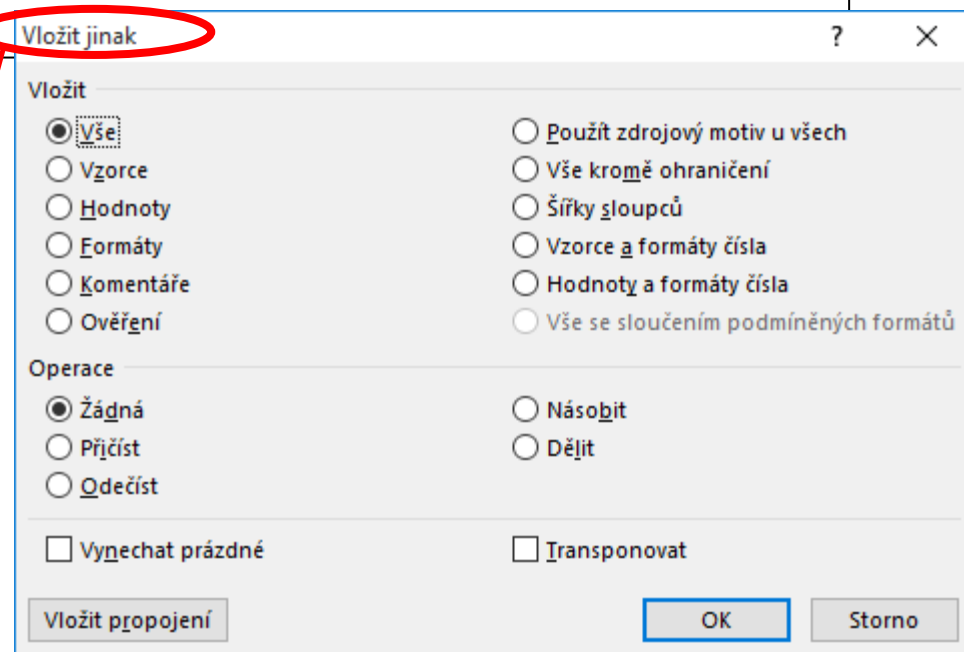 Vložit jinak
?
Vložit
Vše
Použít zdrojový motiv u všech
Vzorce
Vše kromě ohraničení
Hodnoty
Šířky sloupců
Formáty
Vzorce a formáty čísla
Komentáře
Hodnoty a formáty čísla
Ověření
Vše se sloučením podmíněných formátů
Operace
Žádná
Násobit
Přičíst
Dělit
Odečíst
Vynechat prázdné
Transponovat
Vložit propojení
OK
Storno